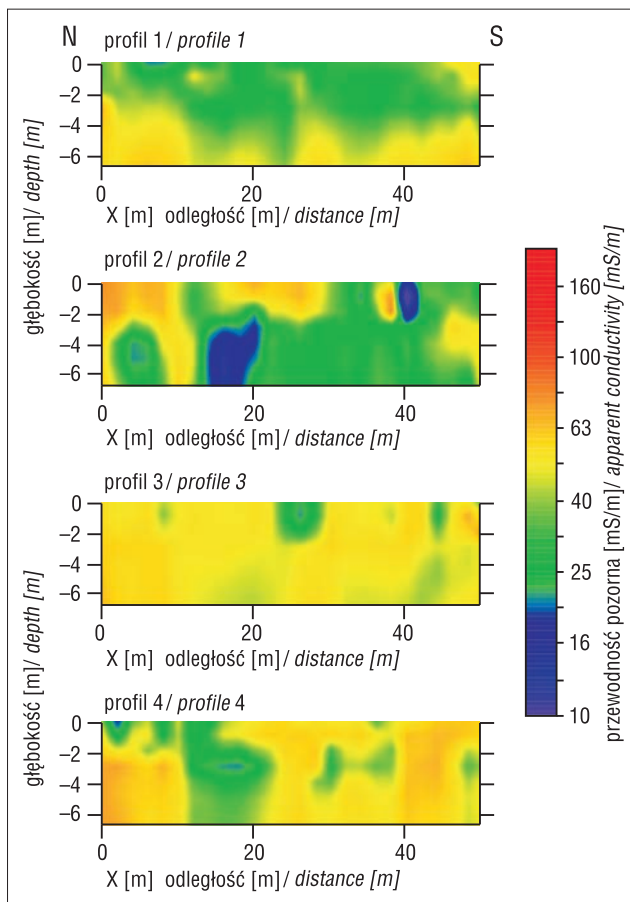 N S
profil 1/ profile 1
0
–2
–4
–6
0 20 40
X [m] odległość [m]/ distance [m]
profil 2/ profile 2
0
–2
–4
–6
0 20 40
X [m] odległość [m]/ distance [m]
profil 3/ profile 3
0
–2
–4
–6
0 20 40
X [m] odległość [m]/ distance [m]
profil 4/ profile 4
0
–2
–4
–6
0 20 40
X [m] odległość [m]/ distance [m]
głębokość [m]/ depth [m]
głębokość [m]/ depth [m]
160
100
63
40
25
16
10
przewodność pozorna [mS/m]/ apparent conductivity [mS/m]